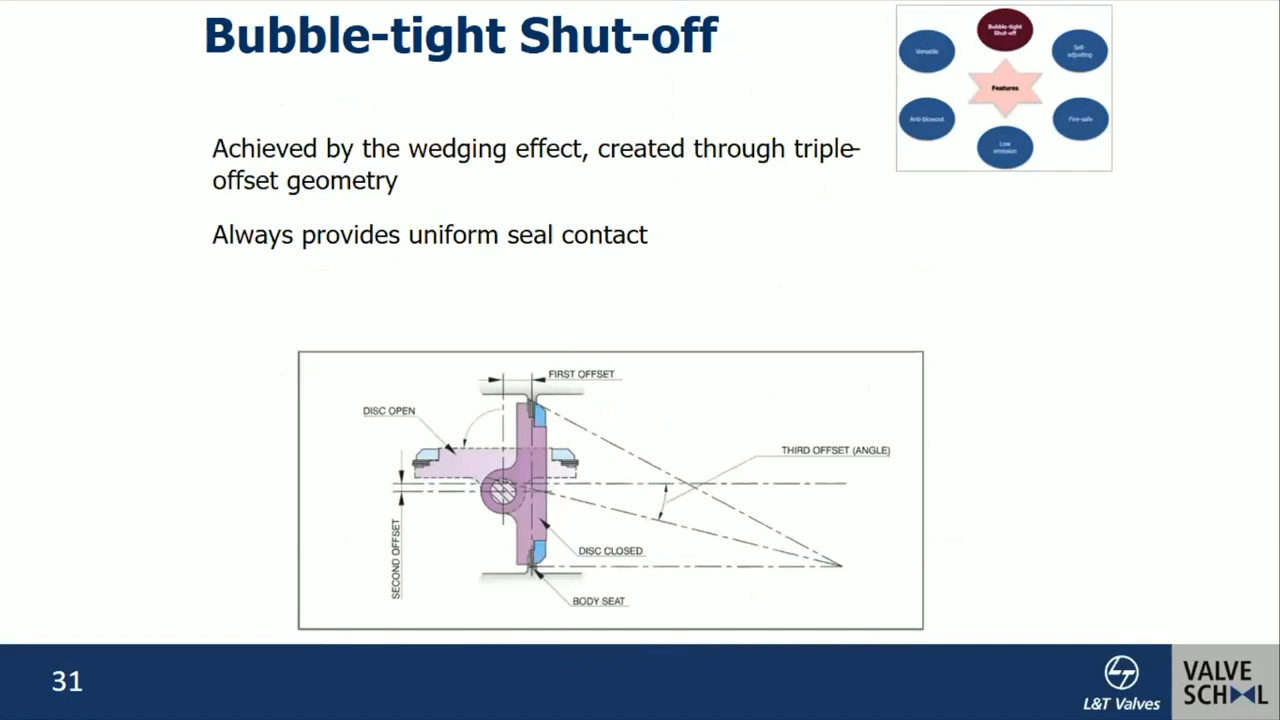 Bubble-tight Shut-off
Bubble-tight
Shut-off
Versatile
Self-
adjusting
Features
Anti-blowout
Fire-safe
Low
emission
Achieved by the wedging effect, created through triple-
offset geometry
Always provides uniform seal contact
FIRST OFFSET
DISC OPEN
THIRD OFFSET (ANGLE)
SECOND OFFSET
DISC CLOSED
BODY SEAT
31
L&T Valves
VALVE
SCHOOL